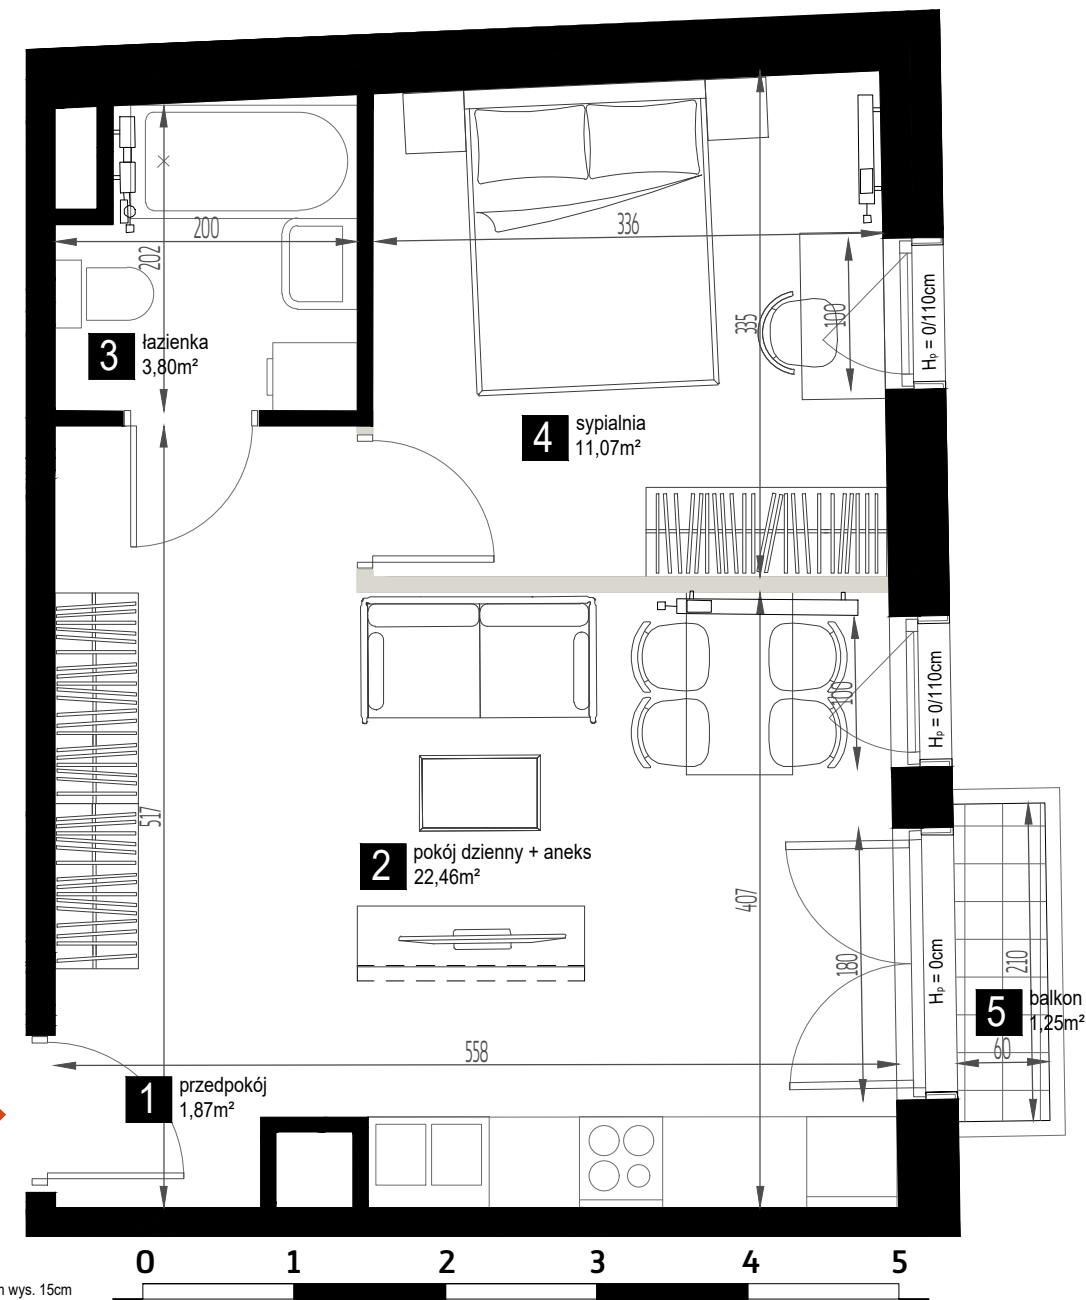 200
202
336
335
100
Hₚ = 0/110cm
3 łazienka
3,80m²
4 sypialnia
11,07m²
100
Hₚ = 0/110cm
517
2 pokój dzienny + aneks
22,46m²
407
180
Hₚ = 0cm
210
5 balkon
1,25m²
60
558
1 przedpokój
1,87m²
0 1 2 3 4 5
wys. 15cm